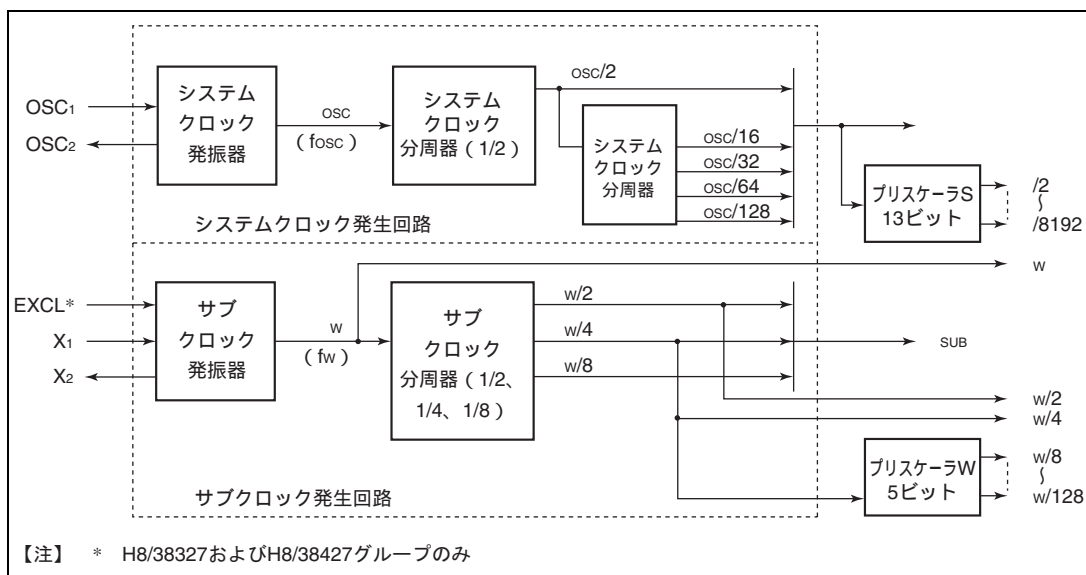 OSC1
OSC2
システム
クロック
発振器
OSC
(fOSC)
システム
クロック
分周器(1/2)
OSC/2
システム
クロック
分周器
OSC/16
OSC/32
OSC/64
OSC/128
システムクロック発生回路
プリスケーラS
13ビット
/2
~
/8192
EXCL*
X1
X2
サブ
クロック
発振器
W
(fW)
サブ
クロック
分周器(1/2、
1/4、1/8)
W/2
W/4
W/8
サブクロック発生回路
W
SUB
W/2
W/4
プリスケーラW
5ビット
W/8
~
W/128
【注】 * H8/38327およびH8/38427グループのみ